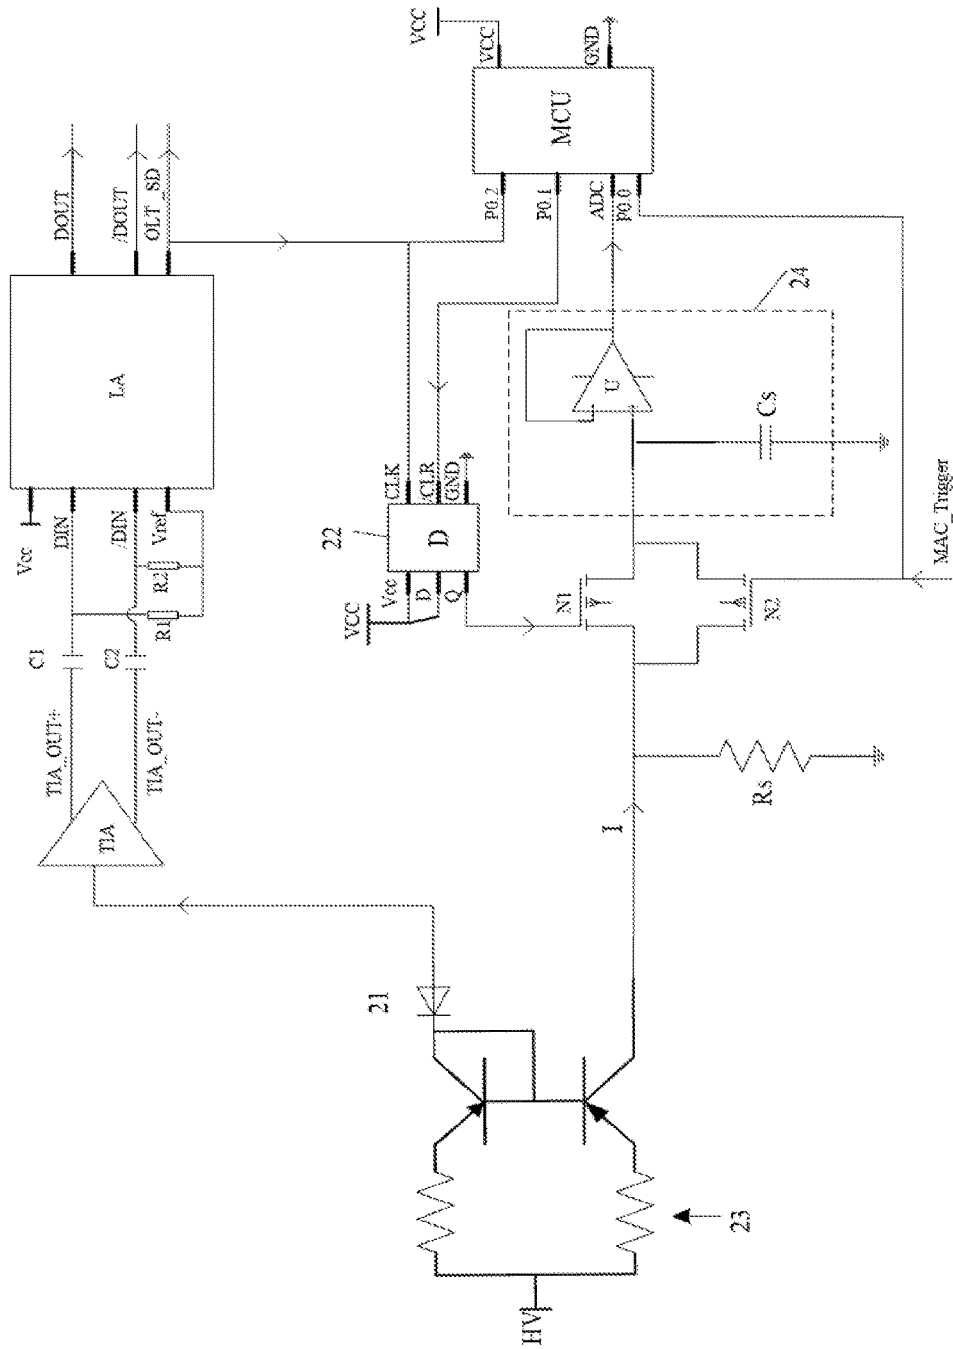 VCC
VCC
GND
MCU
P0.2
P0.1
ADC
P0.0
DOUT
/DOUT
OLT_SD
LA
Vcc
DIN
/DIN
Vref
R2
R1
C1
C2
TIA_OUT+
TIA_OUT-
TIA
24
U
Cs
CLK
/CLR
GND
22
D
Vcc
D
Q
VCC
N1
N2
MAC_Trigger
Rs
I
21
23
HV